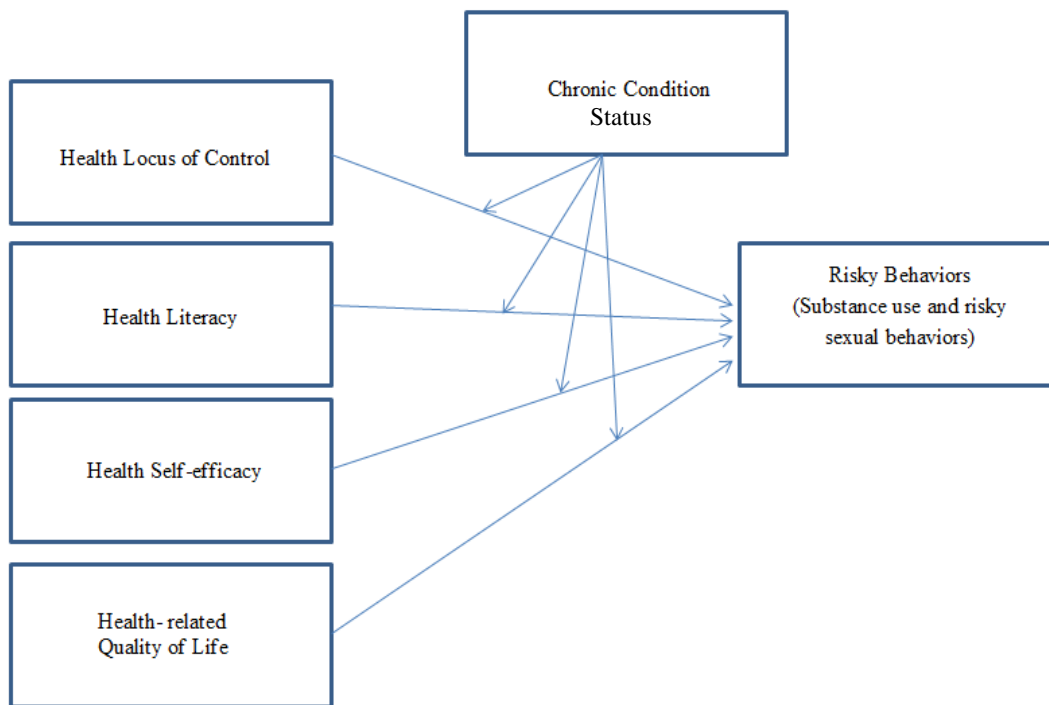 Chronic Condition
Status
Health Locus of Control
Health Literacy
Risky Behaviors
(Substance use and risky
sexual behaviors)
Health Self-efficacy
Health- related
Quality of Life